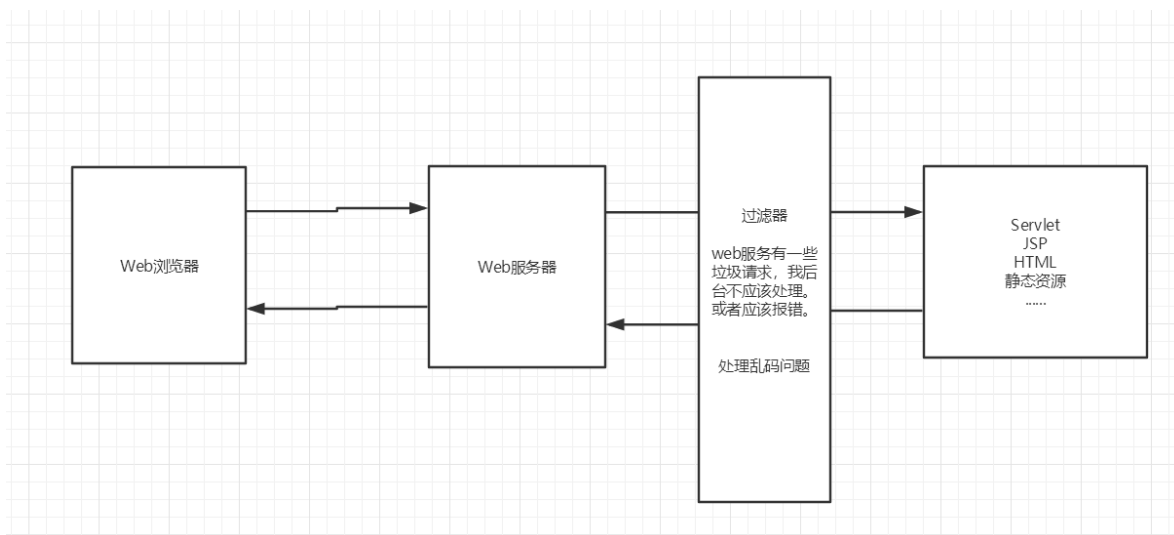 Web浏览器
Web服务器
过滤器
web服务有一些
垃圾请求，我后
台不应该处理。
或者应该报错。
处理乱码问题
Servlet
JSP
HTML
静态资源
......